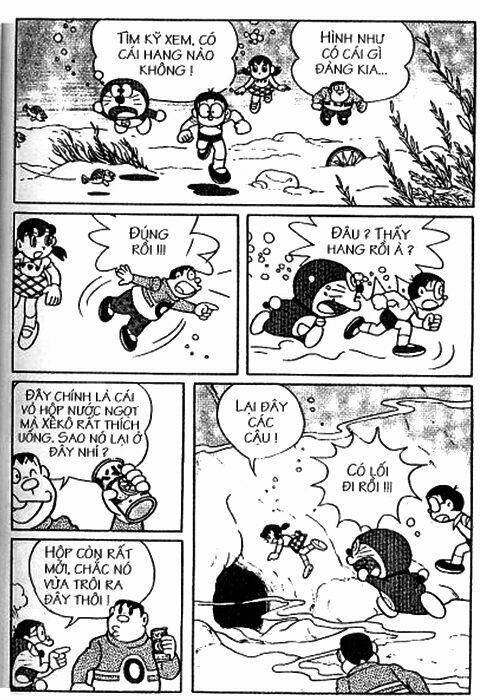 TÌM KỸ XEM, CÓ
CÁI HANG NÀO
KHÔNG !
HÌNH NHƯ
CÓ CÁI GÌ
ĐẰNG KIA...
ĐÚNG
RỒI !!!
ĐÂU ? THẤY
HANG RỒI À ?
ĐÂY CHÍNH LÀ CÁI
VỎ HỘP NƯỚC NGỌT
MÀ XÊKÔ RẤT THÍCH
UỐNG. SAO NÓ LẠI Ở
ĐÂY NHỈ ?
HỘP CÒN RẤT
MỚI, CHẮC NÓ
VỪA TRÔI RA
ĐÂY THÔI !
LẠI ĐÂY
CÁC
CẬU !
CÓ LỐI
ĐI RỒI !!!